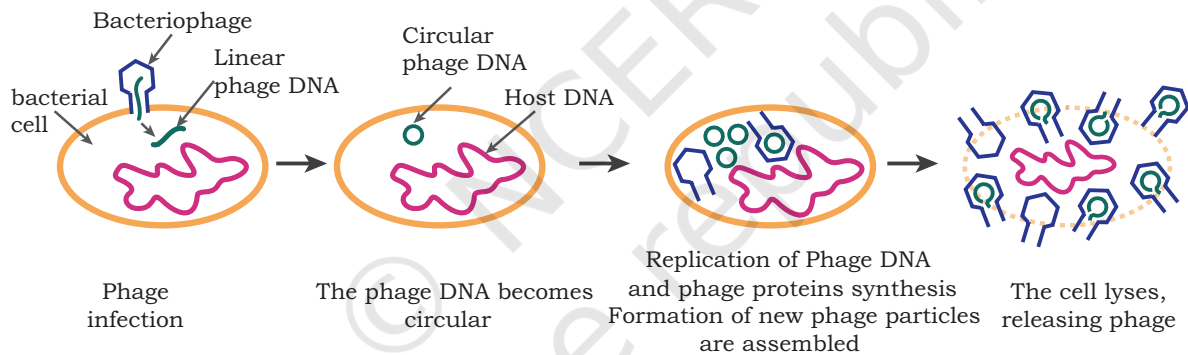 Bacteriophage
Linear
phage DNA
bacterial
cell
Circular
phage DNA
Host DNA
Phage
infection
The phage DNA becomes
circular
Replication of Phage DNA
and phage proteins synthesis
Formation of new phage particles
are assembled
The cell lyses,
releasing phage
© NCER
e republi